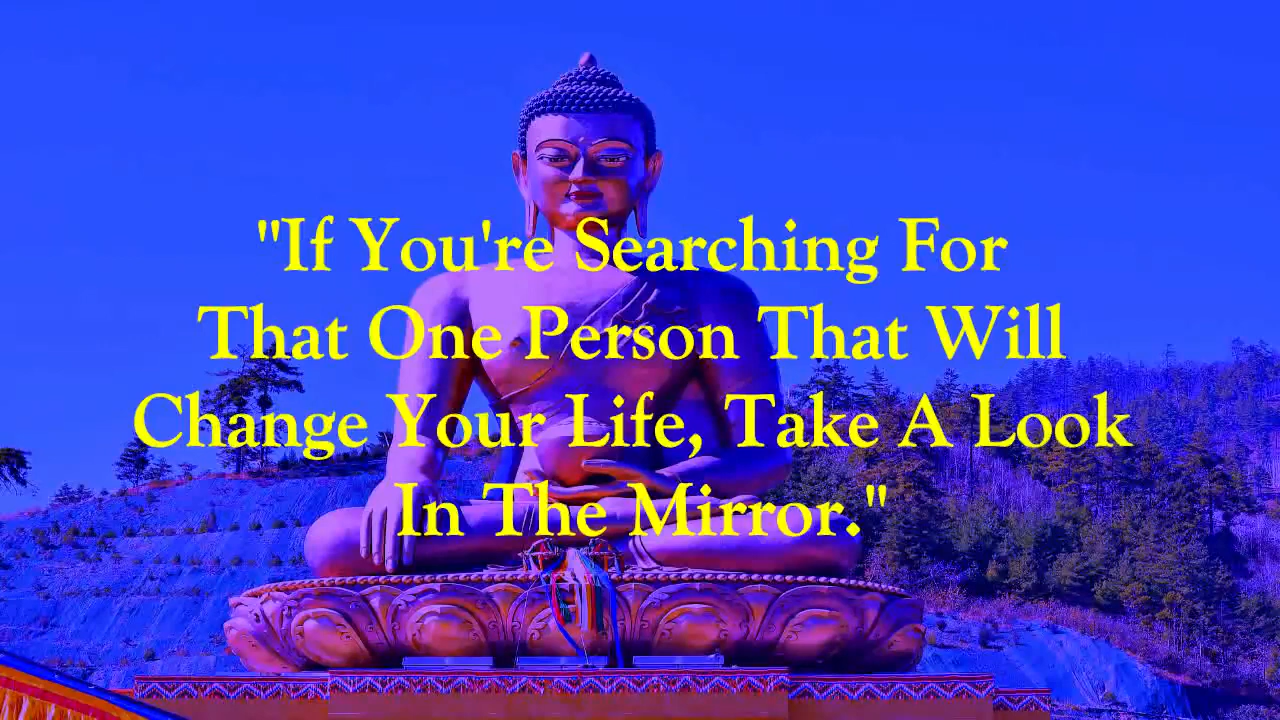 "If You're Searching For
That One Person That Will
Change Your Life, Take A Look
In The Mirror."